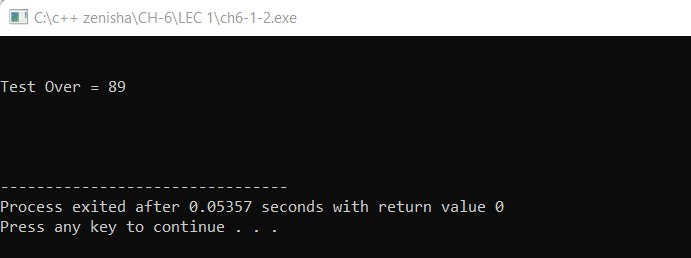 C:\c++ zenisha\CH-6\LEC 1\ch6-1-2.exe
Test Over = 89
--------------------------------
Process exited after 0.05357 seconds with return value 0
Press any key to continue . . .